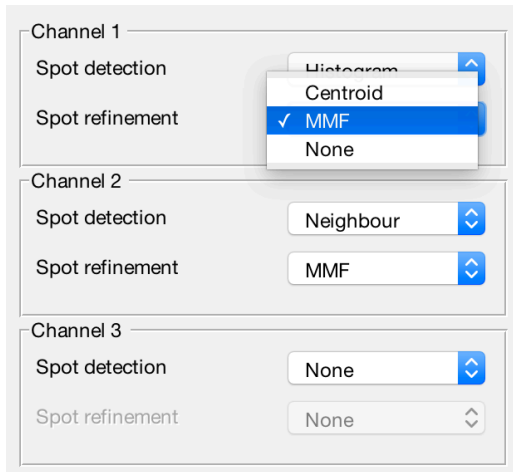 Channel 1
Spot detection Histogram
Centroid
Spot refinement ✓ MMF
None
Channel 2
Spot detection Neighbour
Spot refinement MMF
Channel 3
Spot detection None
Spot refinement None